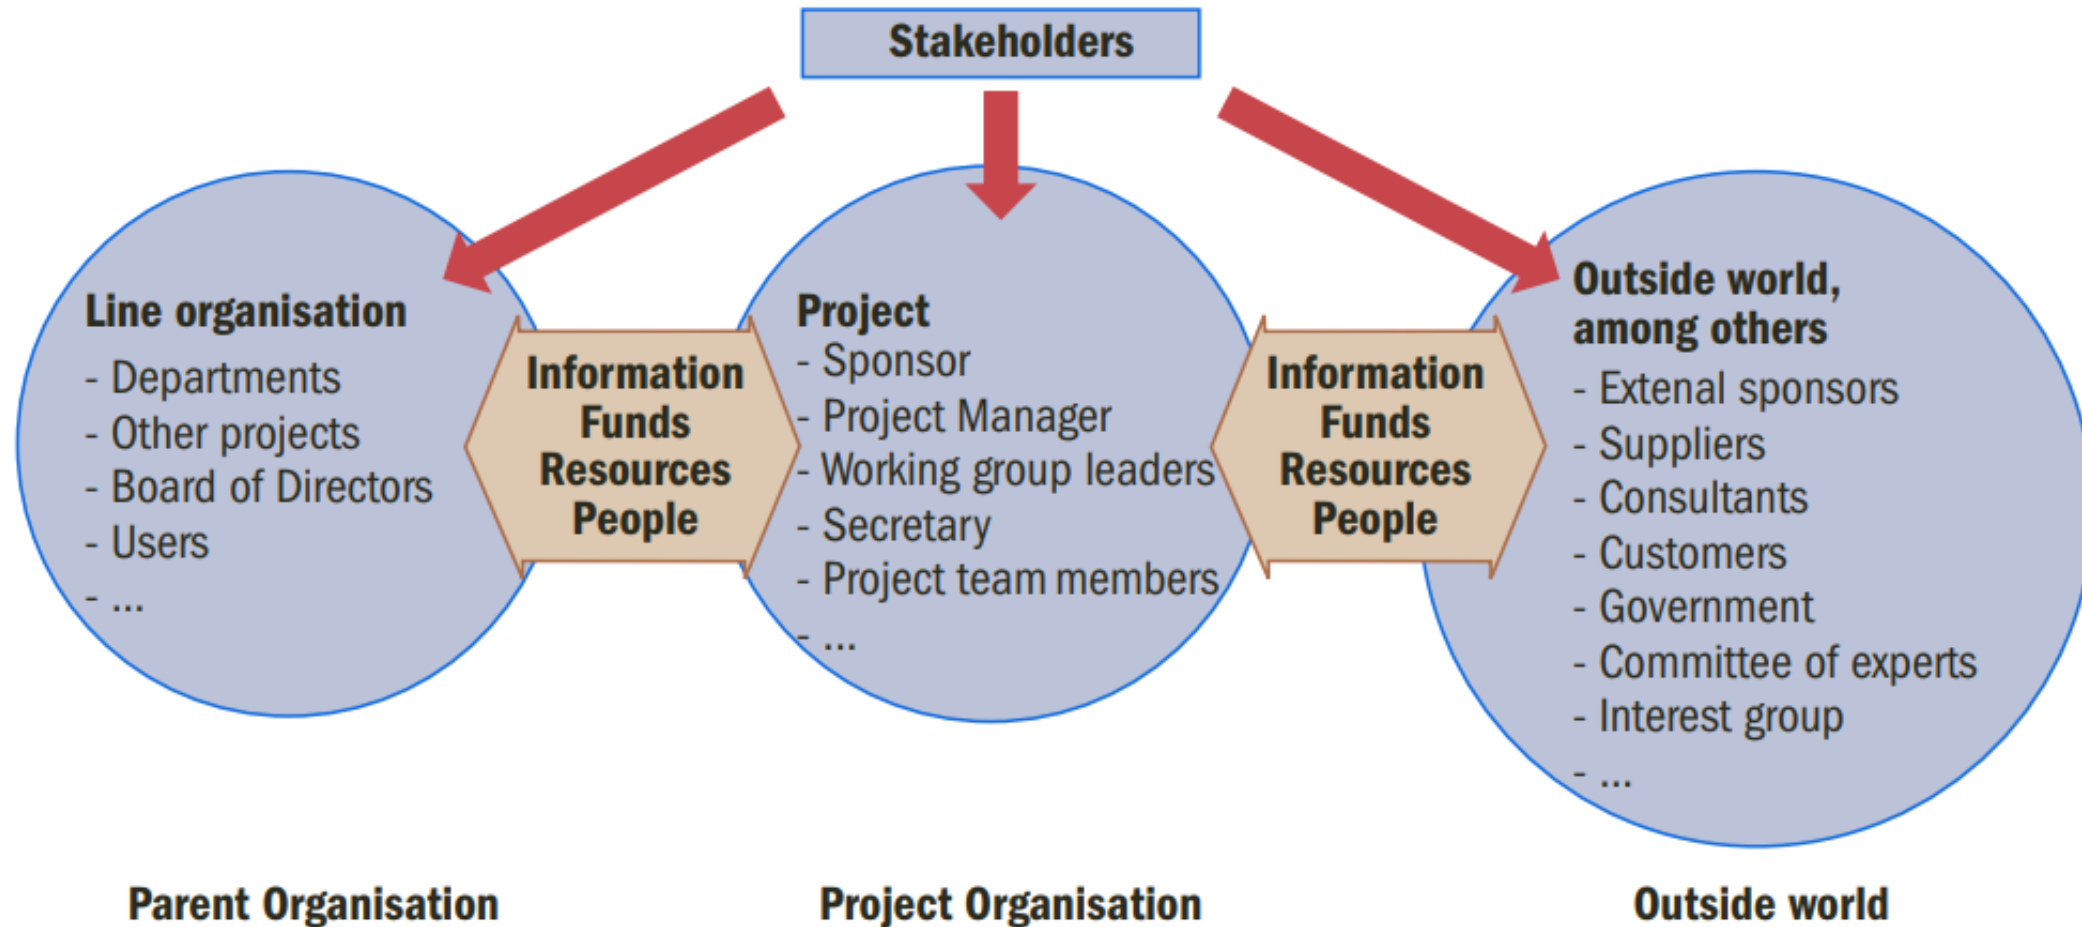 Stakeholders
Line organisation
- Departments
- Other projects
- Board of Directors
- Users
- ...
Information
Funds
Resources
People
Project
- Sponsor
- Project Manager
- Working group leaders
- Secretary
- Project team members
- ...
Information
Funds
Resources
People
Outside world,
among others
- Extenal sponsors
- Suppliers
- Consultants
- Customers
- Government
- Committee of experts
- Interest group
- ...
Parent Organisation
Project Organisation
Outside world